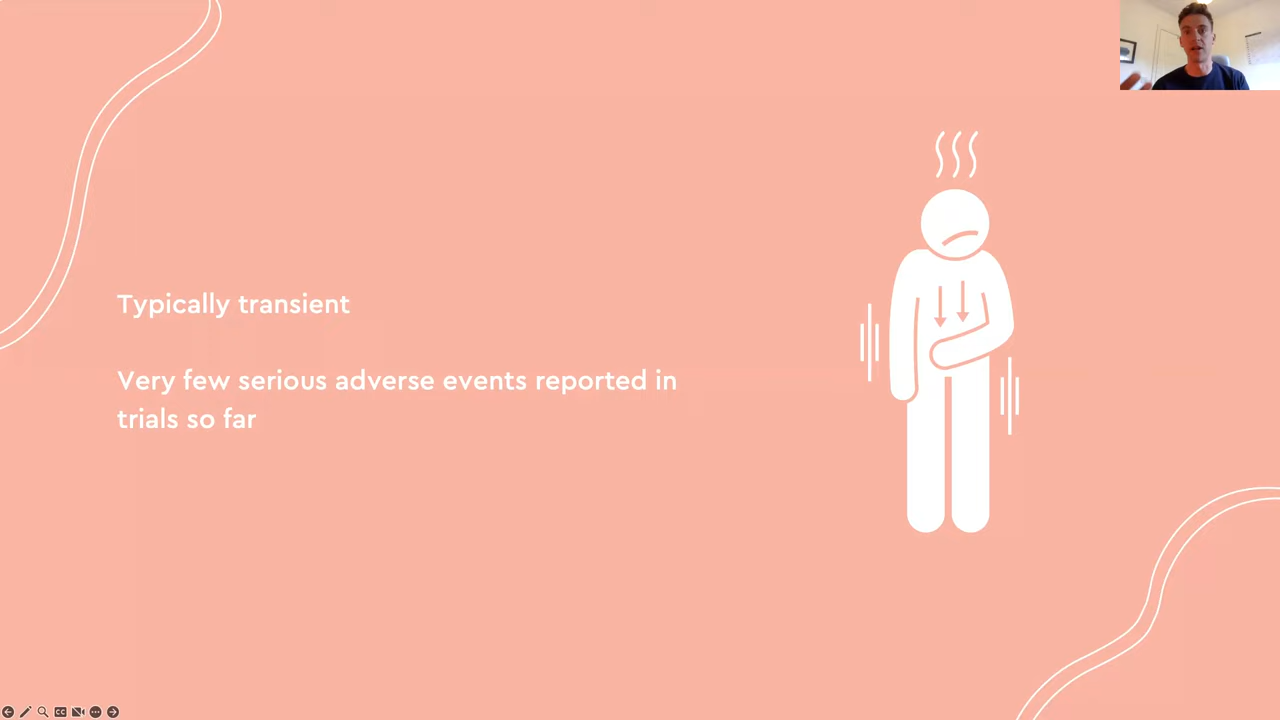 Typically transient
Very few serious adverse events reported in
trials so far